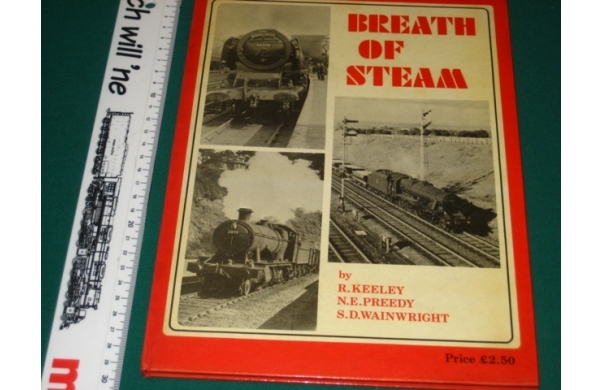 ch will 'ne
m
BREATH
OF
STEAM
by
R.KEELEY
N.E.PREEDY
S.D.WAINWRIGHT
Price £2.50